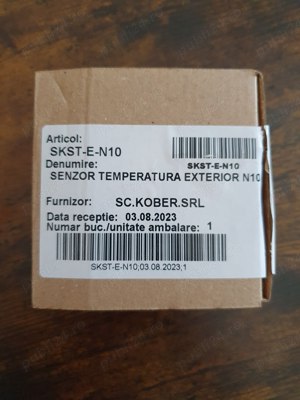 Articol:
SKST-E-N10
SKST-E-N10
Denumire:
SENZOR TEMPERATURA EXTERIOR N10
Furnizor: SC.KOBER.SRL
Data receptie: 03.08.2023
Numar buc./unitate ambalare: 1
SKST-E-N10;03.08.2023;1